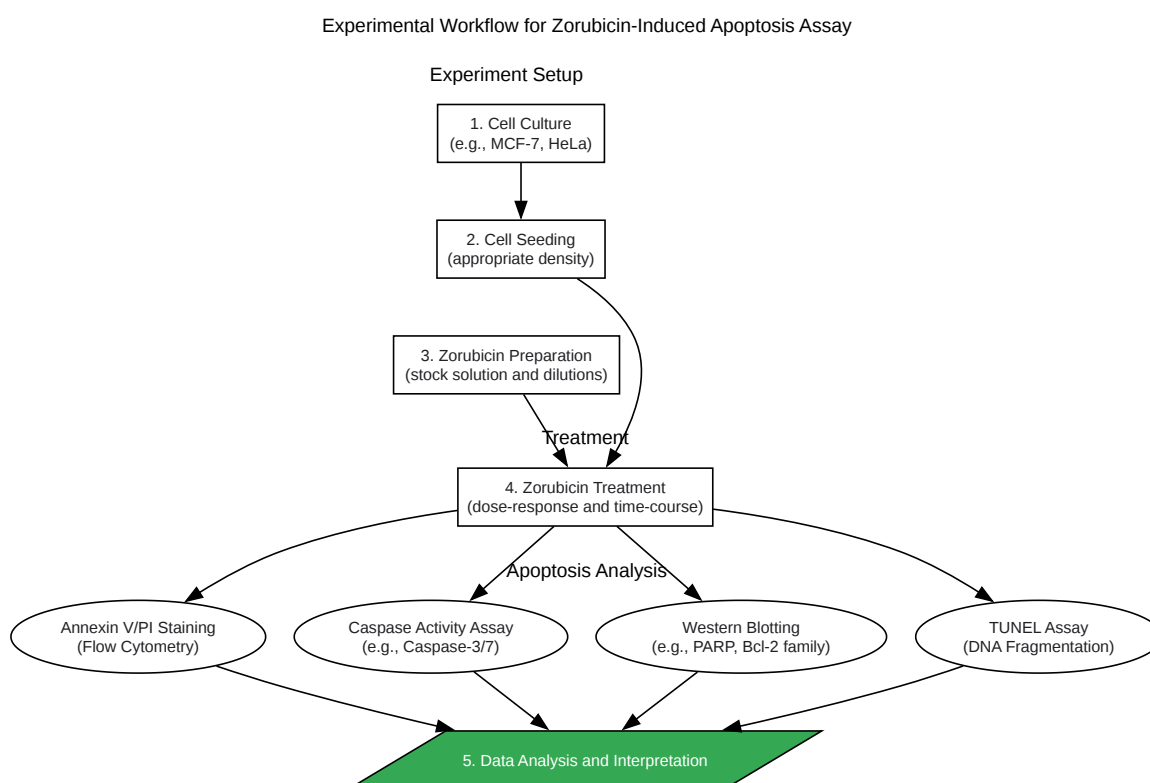 Experimental Workflow for Zorubicin-Induced Apoptosis Assay
Experiment Setup
1. Cell Culture
(e.g., MCF-7, HeLa)
2. Cell Seeding
(appropriate density)
3. Zorubicin Preparation
(stock solution and dilutions)
Treatment
4. Zorubicin Treatment
(dose-response and time-course)
Apoptosis Analysis
Annexin V/PI Staining
(Flow Cytometry)
Caspase Activity Assay
(e.g., Caspase-3/7)
Western Blotting
(e.g., PARP, Bcl-2 family)
TUNEL Assay
(DNA Fragmentation)
5. Data Analysis and Interpretation